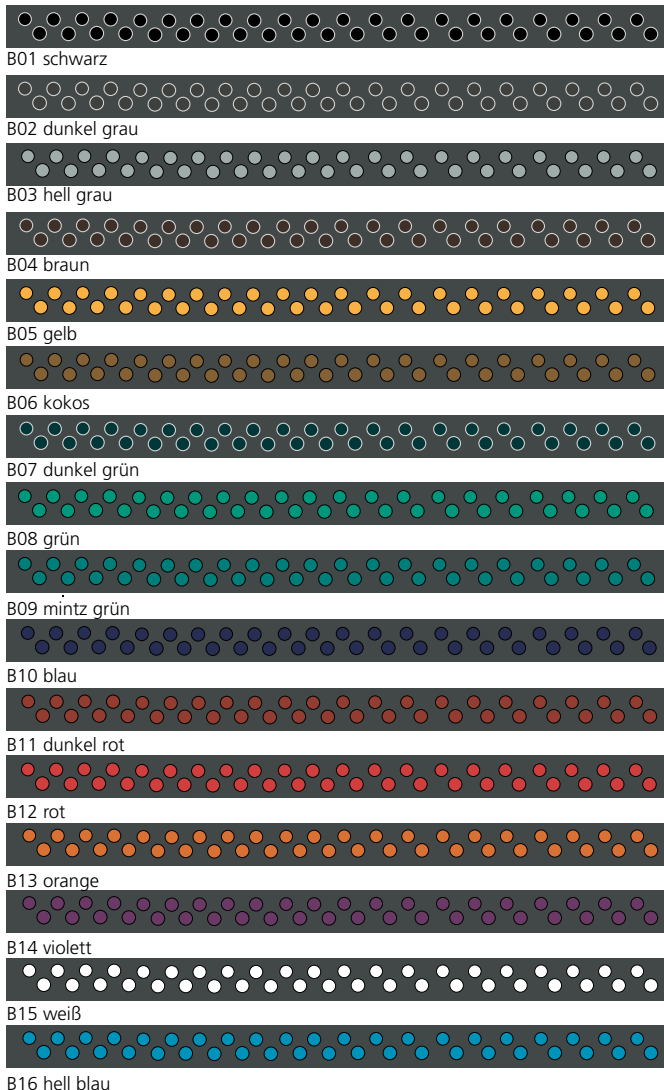 B01 schwarz
B02 dunkel grau
B03 hell grau
B04 braun
B05 gelb
B06 kokos
B07 dunkel grün
B08 grün
B09 mintz grün
B10 blau
B11 dunkel rot
B12 rot
B13 orange
B14 violett
B15 weiß
B16 hell blau